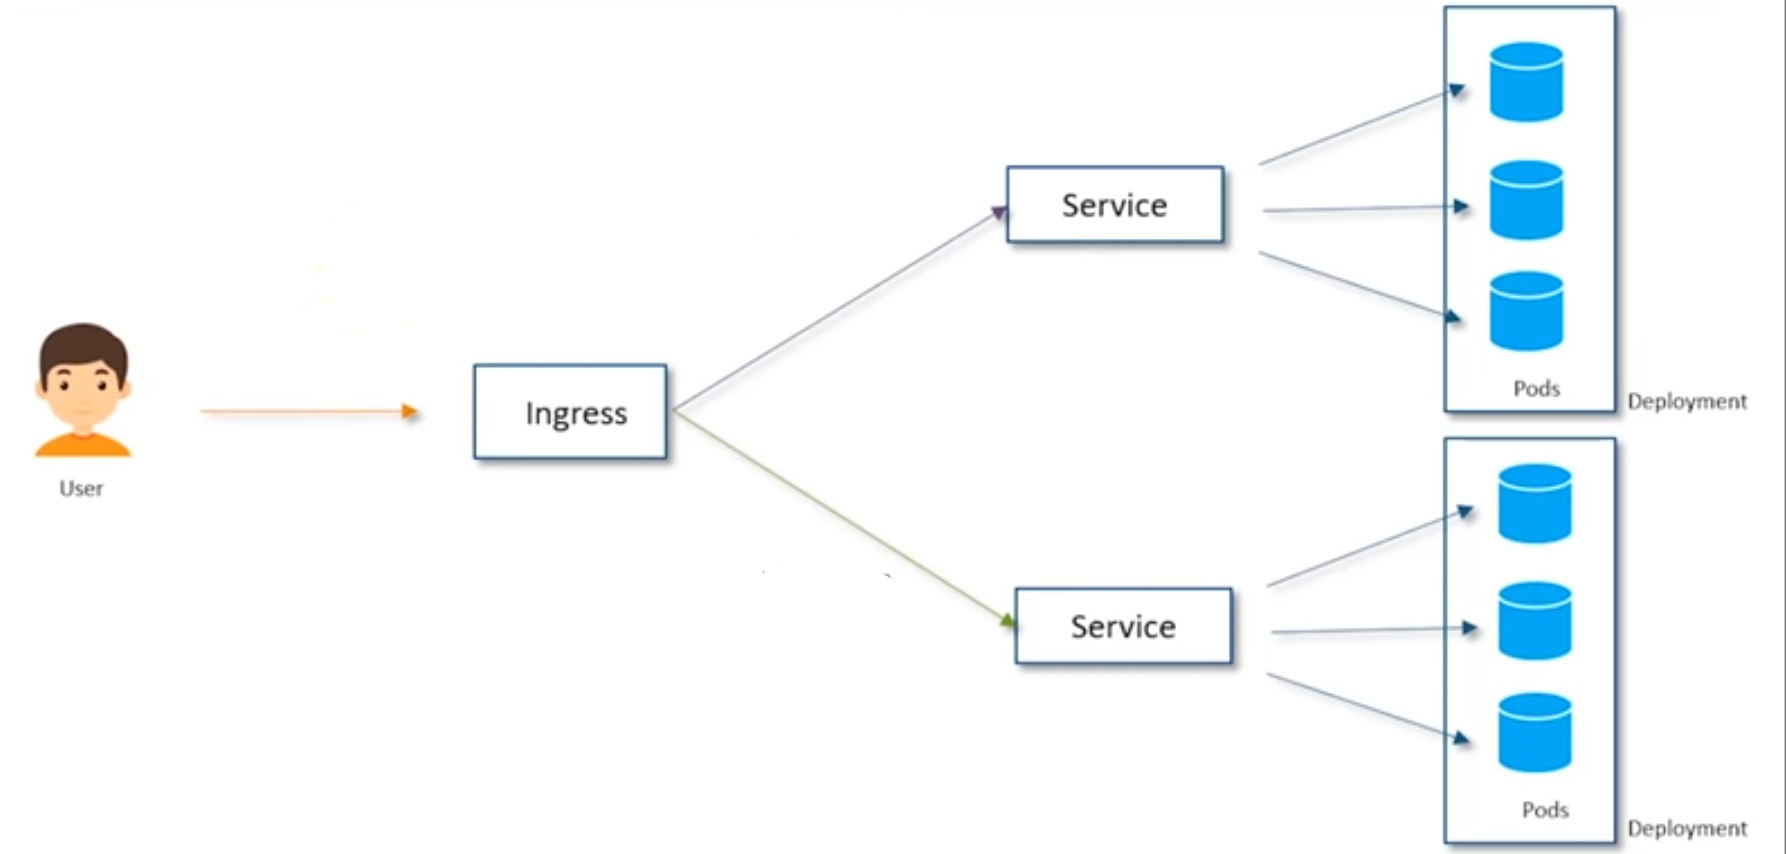 Service
Pods
Deployment
Ingress
User
Service
Pods
Deployment